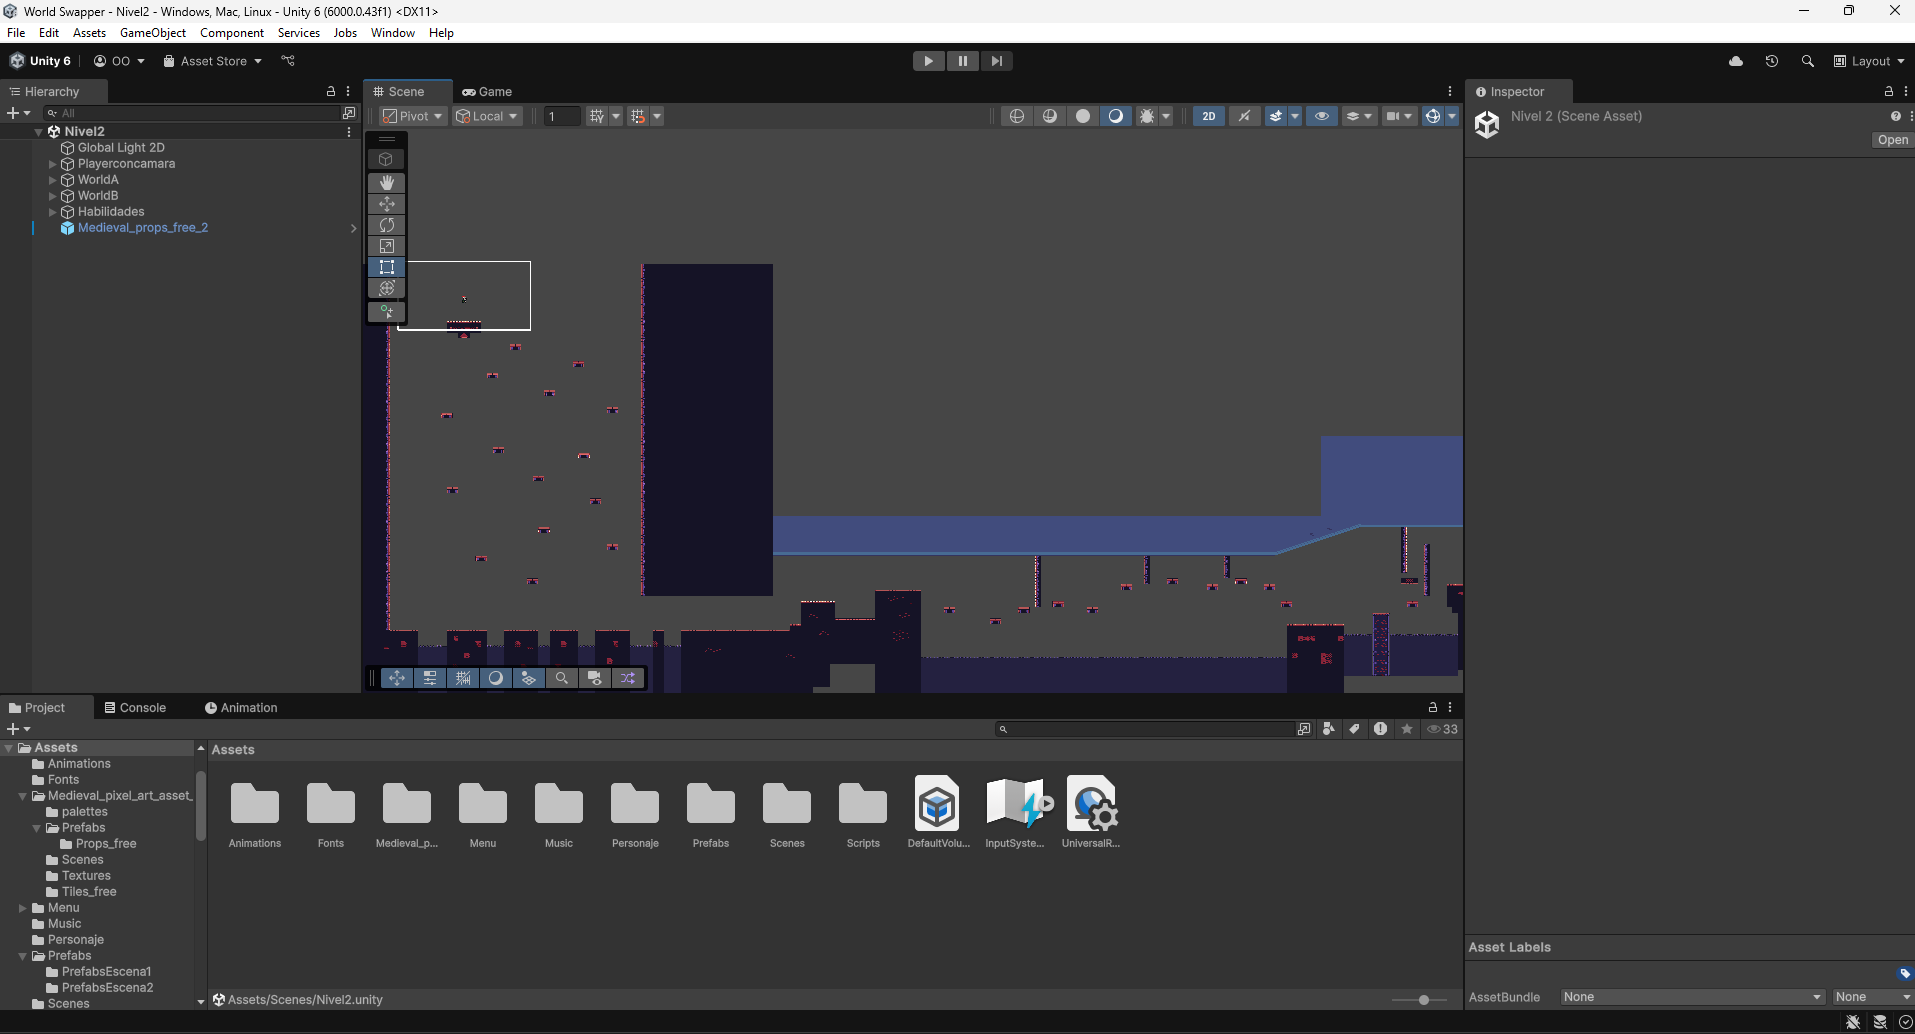 World Swapper - Nivel2 - Windows, Mac, Linux - Unity 6 (6000.0.43f1) <DX11>
File Edit Assets GameObject Component Services Jobs Window Help
Unity 6 OO Asset Store Layout
Hierarchy
All
Nivel2
Global Light 2D
Playerconcamara
WorldA
WorldB
Habilidades
Medieval_props_free_2
Scene Game
Pivot Local 1 2D
Inspector
Nivel 2 (Scene Asset)
Open
Project Console Animation
33
Assets
Animations
Fonts
Medieval_pixel_art_asset_
palettes
Prefabs
Props_free
Scenes
Textures
Tiles_free
Menu
Music
Personaje
Prefabs
PrefabsEscena1
PrefabsEscena2
Scenes
Assets
Animations Fonts Medieval_p... Menu Music Personaje Prefabs Scenes Scripts DefaultVolu... InputSyste... UniversalR...
Assets/Scenes/Nivel2.unity
Asset Labels
AssetBundle None None